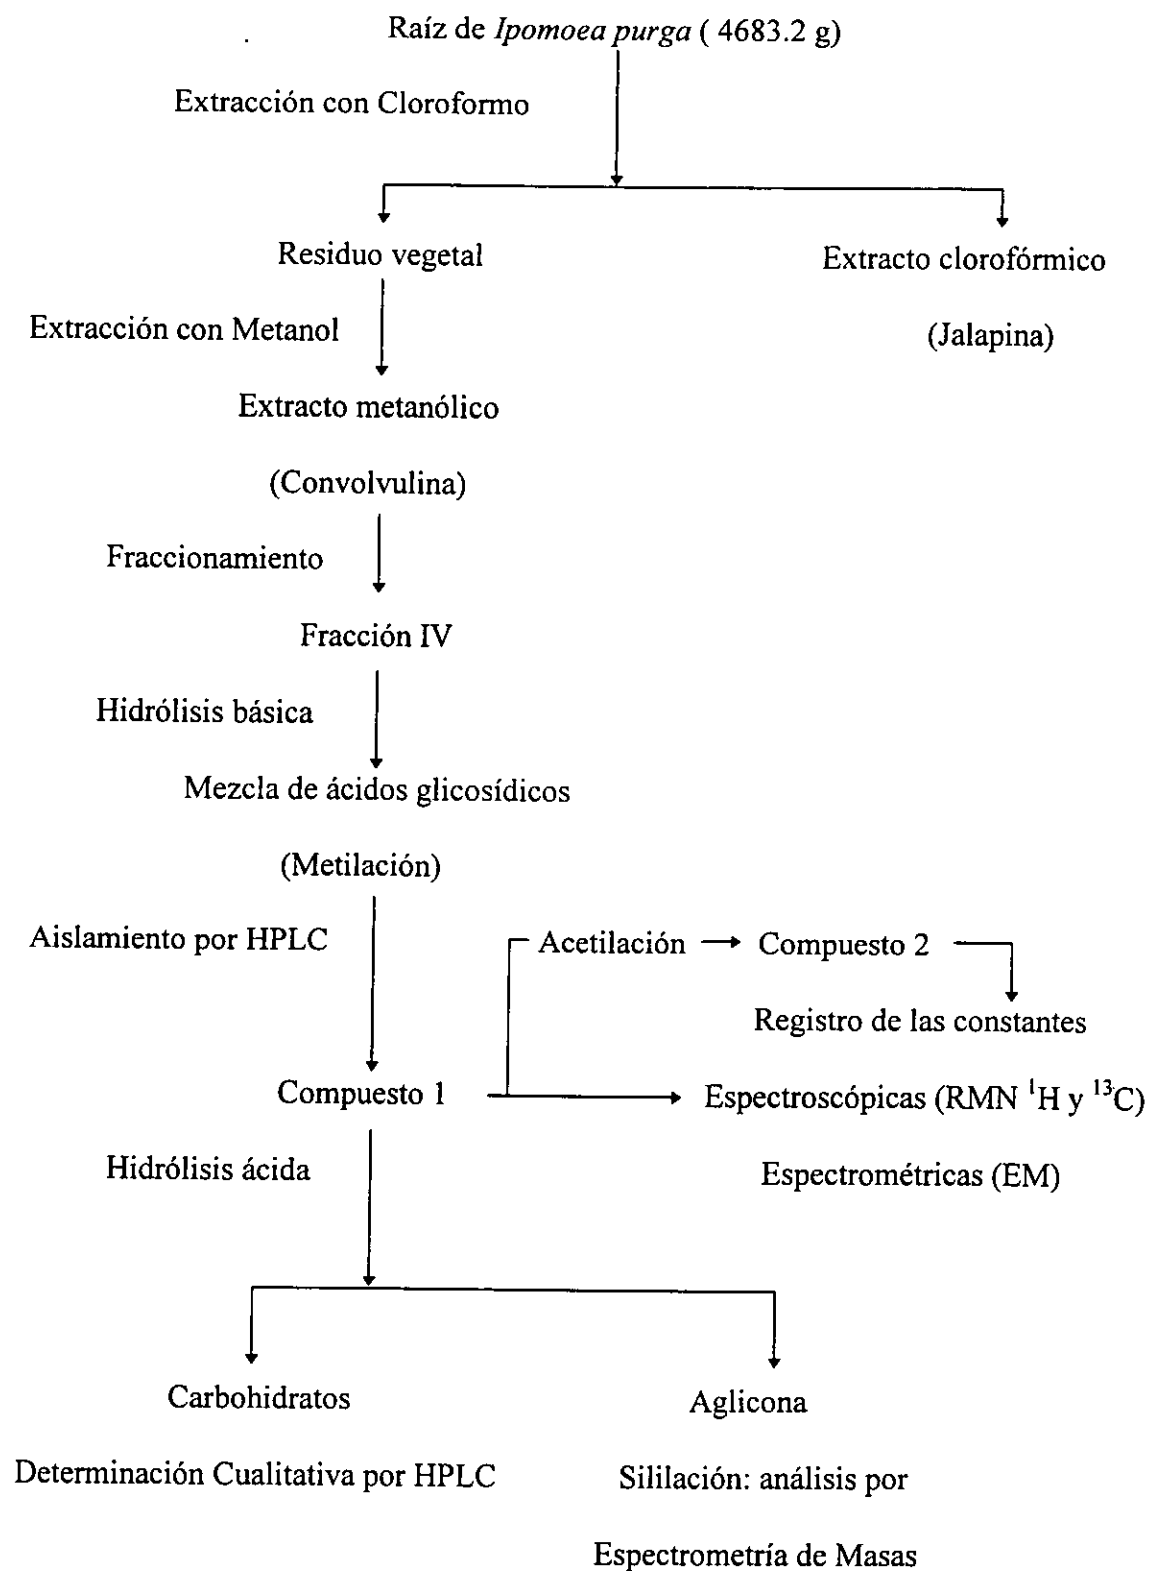 Raíz de Ipomoea purga ( 4683.2 g)
Extracción con Cloroformo
Residuo vegetal
Extracto clorofórmico
Extracción con Metanol
(Jalapina)
Extracto metanólico
(Convolvulina)
Fraccionamiento
Fracción IV
Hidrólisis básica
Mezcla de ácidos glicosídicos
(Metilación)
Aislamiento por HPLC
Acetilación
Compuesto 2
Registro de las constantes
Compuesto 1
Espectroscópicas (RMN ¹H y ¹³C)
Hidrólisis ácida
Espectrométricas (EM)
Carbohidratos
Aglicona
Determinación Cualitativa por HPLC
Sililación: análisis por
Espectrometría de Masas